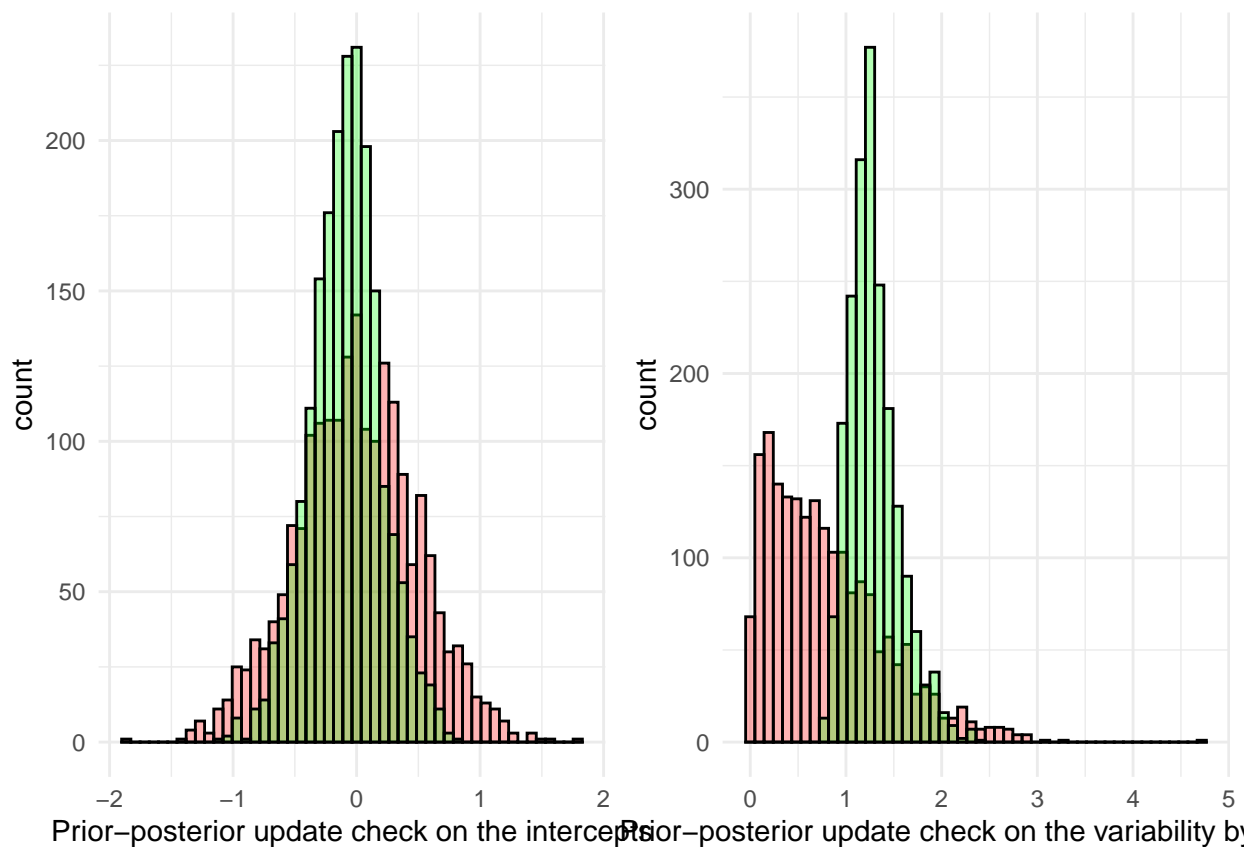 200
150
100
50
0
count
−2 −1 0 1 2
Prior−posterior update check on the intercepts
300
200
100
0
count
0 1 2 3 4 5
Prior−posterior update check on the variability by